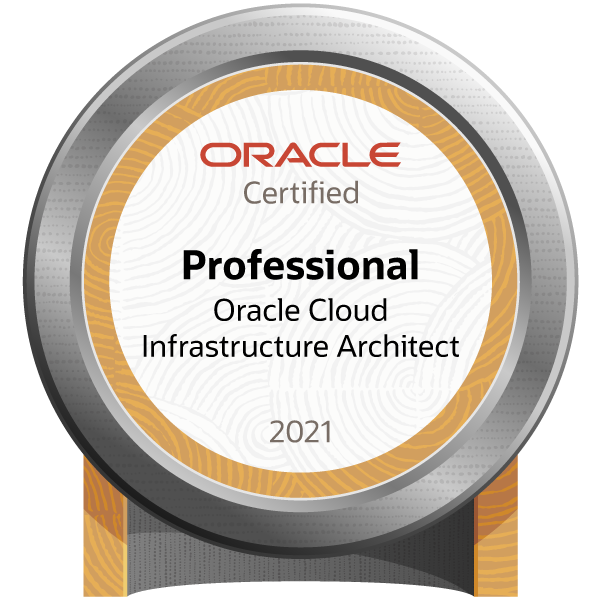 ORACLE
Certified
Professional
Oracle Cloud
Infrastructure Architect
2021